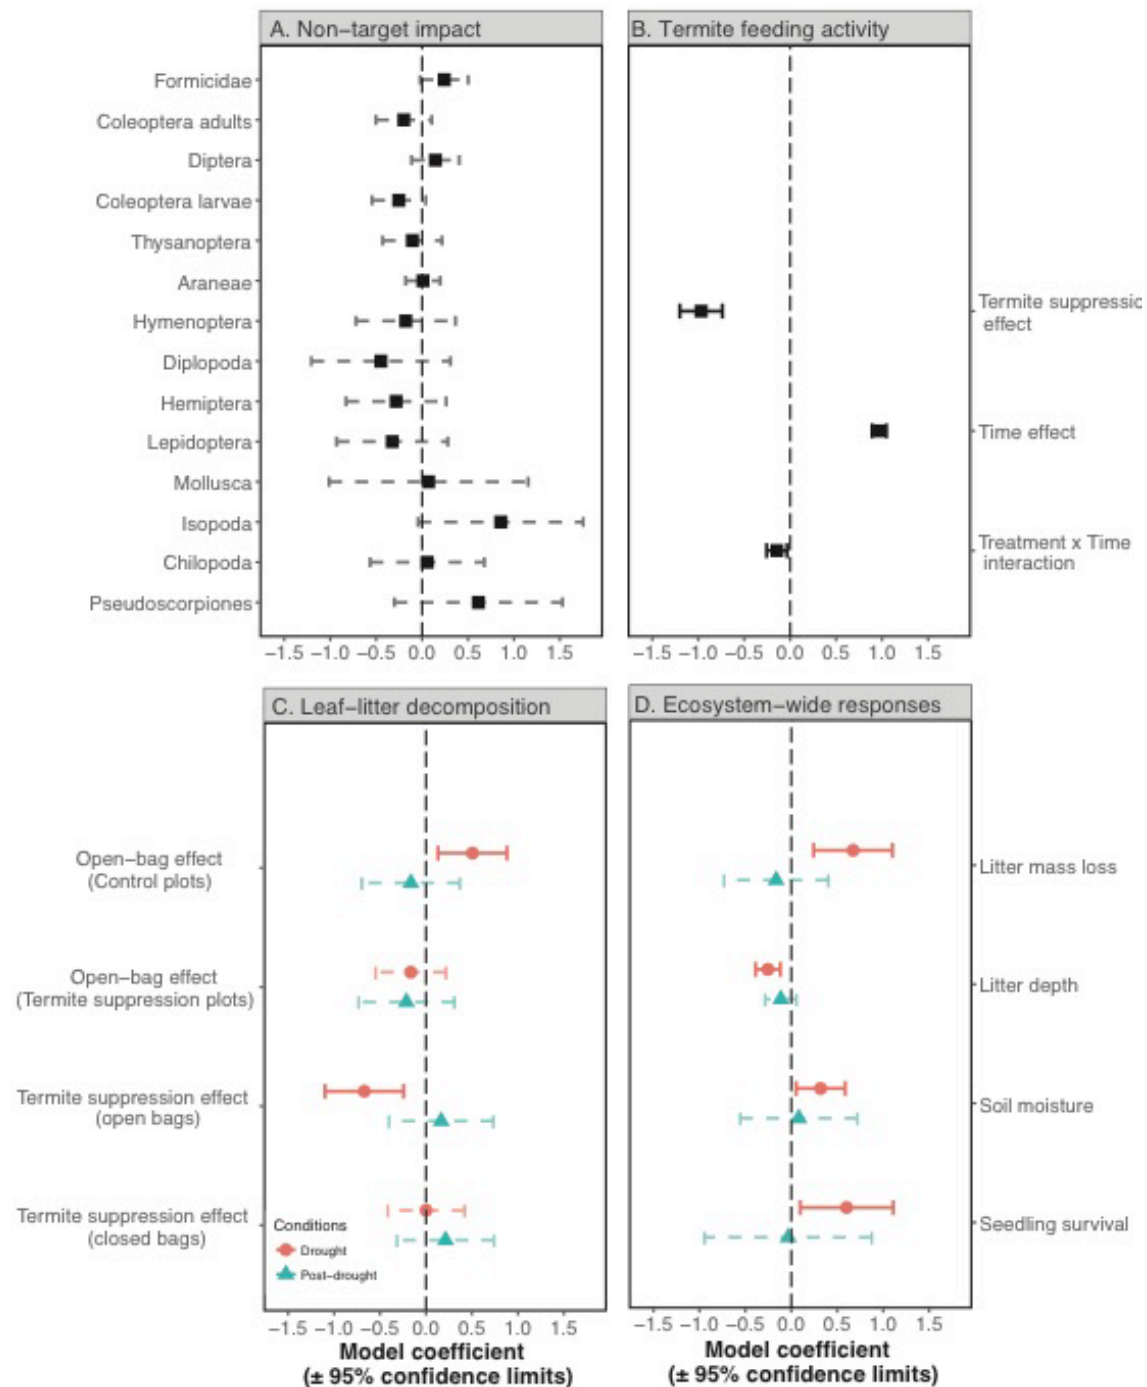 A. Non−target impact
Formicidae
Coleoptera adults
Diptera
Coleoptera larvae
Thysanoptera
Araneae
Hymenoptera
Diplopoda
Hemiptera
Lepidoptera
Mollusca
Isopoda
Chilopoda
Pseudoscorpiones
−1.5 −1.0 −0.5 0.0 0.5 1.0 1.5
B. Termite feeding activity
Termite suppressio
effect
Time effect
Treatment x Time
interaction
−1.5 −1.0 −0.5 0.0 0.5 1.0 1.5
C. Leaf−litter decomposition
Open−bag effect
(Control plots)
Open−bag effect
(Termite suppression plots)
Termite suppression effect
(open bags)
Termite suppression effect
(closed bags)
Conditions
Drought
Post−drought
−1.5 −1.0 −0.5 0.0 0.5 1.0 1.5
Model coefficient
(± 95% confidence limits)
D. Ecosystem−wide responses
Litter mass loss
Litter depth
Soil moisture
Seedling survival
−1.5 −1.0 −0.5 0.0 0.5 1.0 1.5
Model coefficient
(± 95% confidence limits)